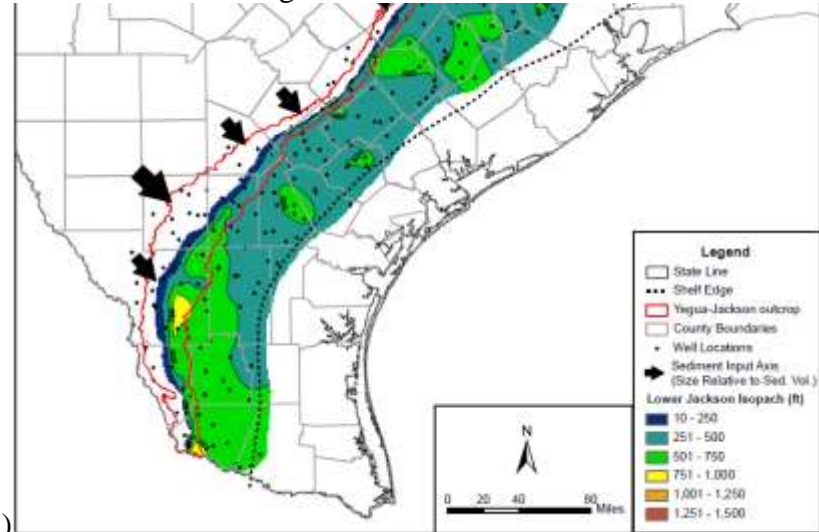 )
Legend
State Line
Shelf Edge
Yegua-Jackson outcrop
County Boundaries
Well Locations
Sediment Input Axis
(Size Relative to Sed. Vol.)
Lower Jackson Isopach (ft)
10 - 250
251 - 500
501 - 750
751 - 1,000
1,001 - 1,250
1,251 - 1,500
N
0 20 40 80
Miles